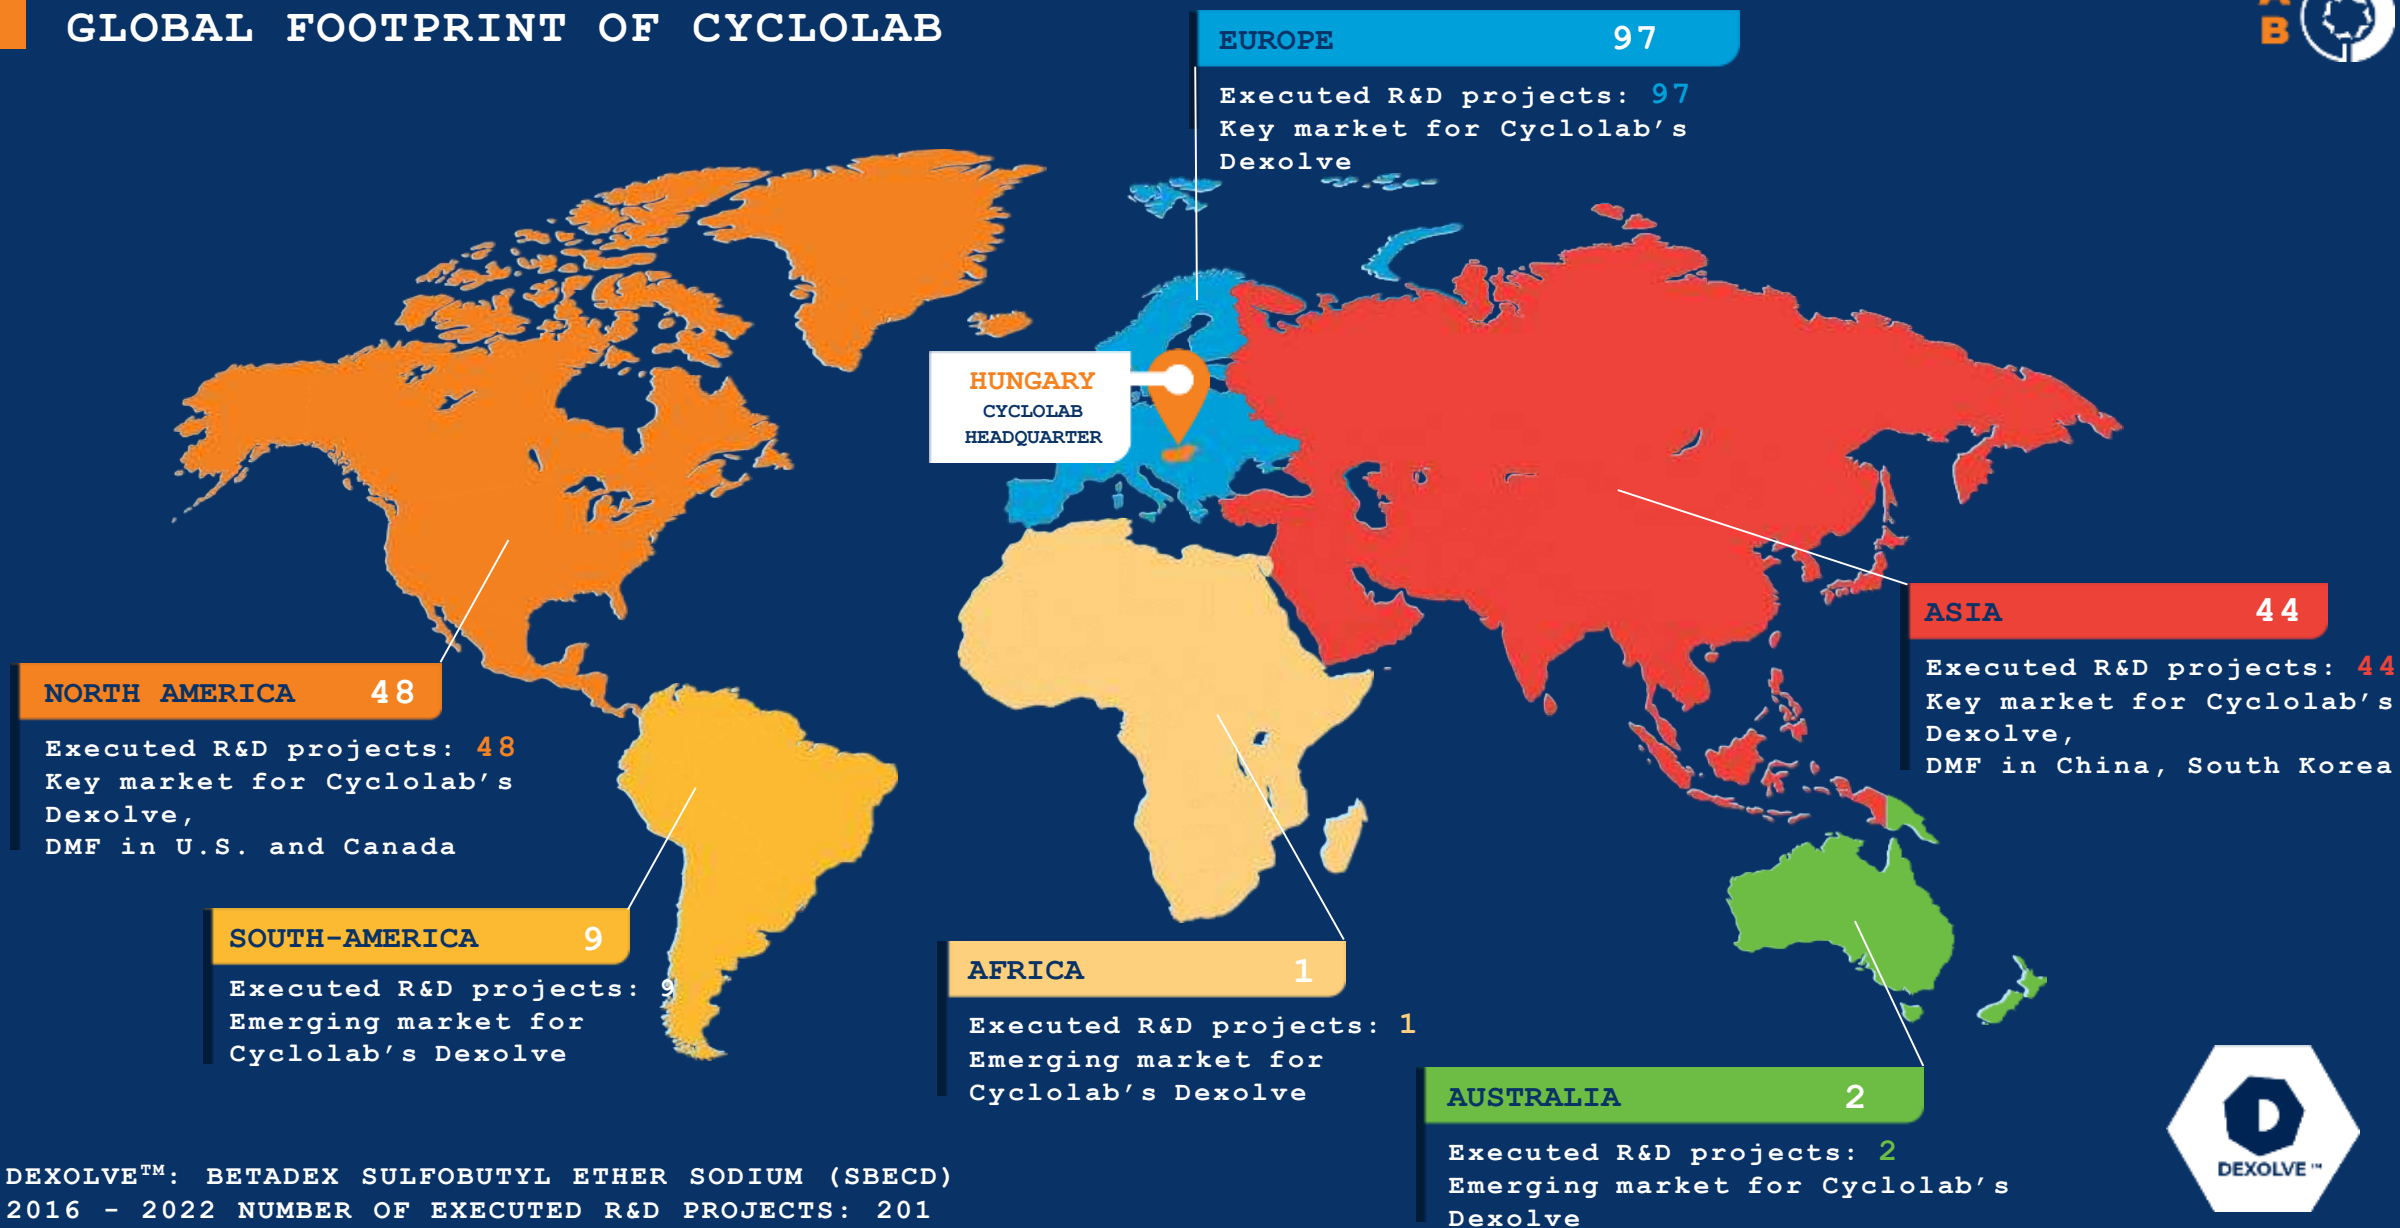 GLOBAL FOOTPRINT OF CYCLOLAB
B
EUROPE 97
Executed R&D projects: 97
Key market for Cyclolab's
Dexolve
HUNGARY
CYCLOLAB
HEADQUARTER
ASIA 44
Executed R&D projects: 44
Key market for Cyclolab's
Dexolve,
DMF in China, South Korea
NORTH AMERICA 48
Executed R&D projects: 48
Key market for Cyclolab's
Dexolve,
DMF in U.S. and Canada
SOUTH-AMERICA 9
Executed R&D projects: 9
Emerging market for
Cyclolab's Dexolve
AFRICA 1
Executed R&D projects: 1
Emerging market for
Cyclolab's Dexolve
AUSTRALIA 2
Executed R&D projects: 2
Emerging market for Cyclolab's
Dexolve
D
DEXOLVE™
DEXOLVE™: BETADEX SULFOBUTYL ETHER SODIUM (SBECD)
2016 - 2022 NUMBER OF EXECUTED R&D PROJECTS: 201